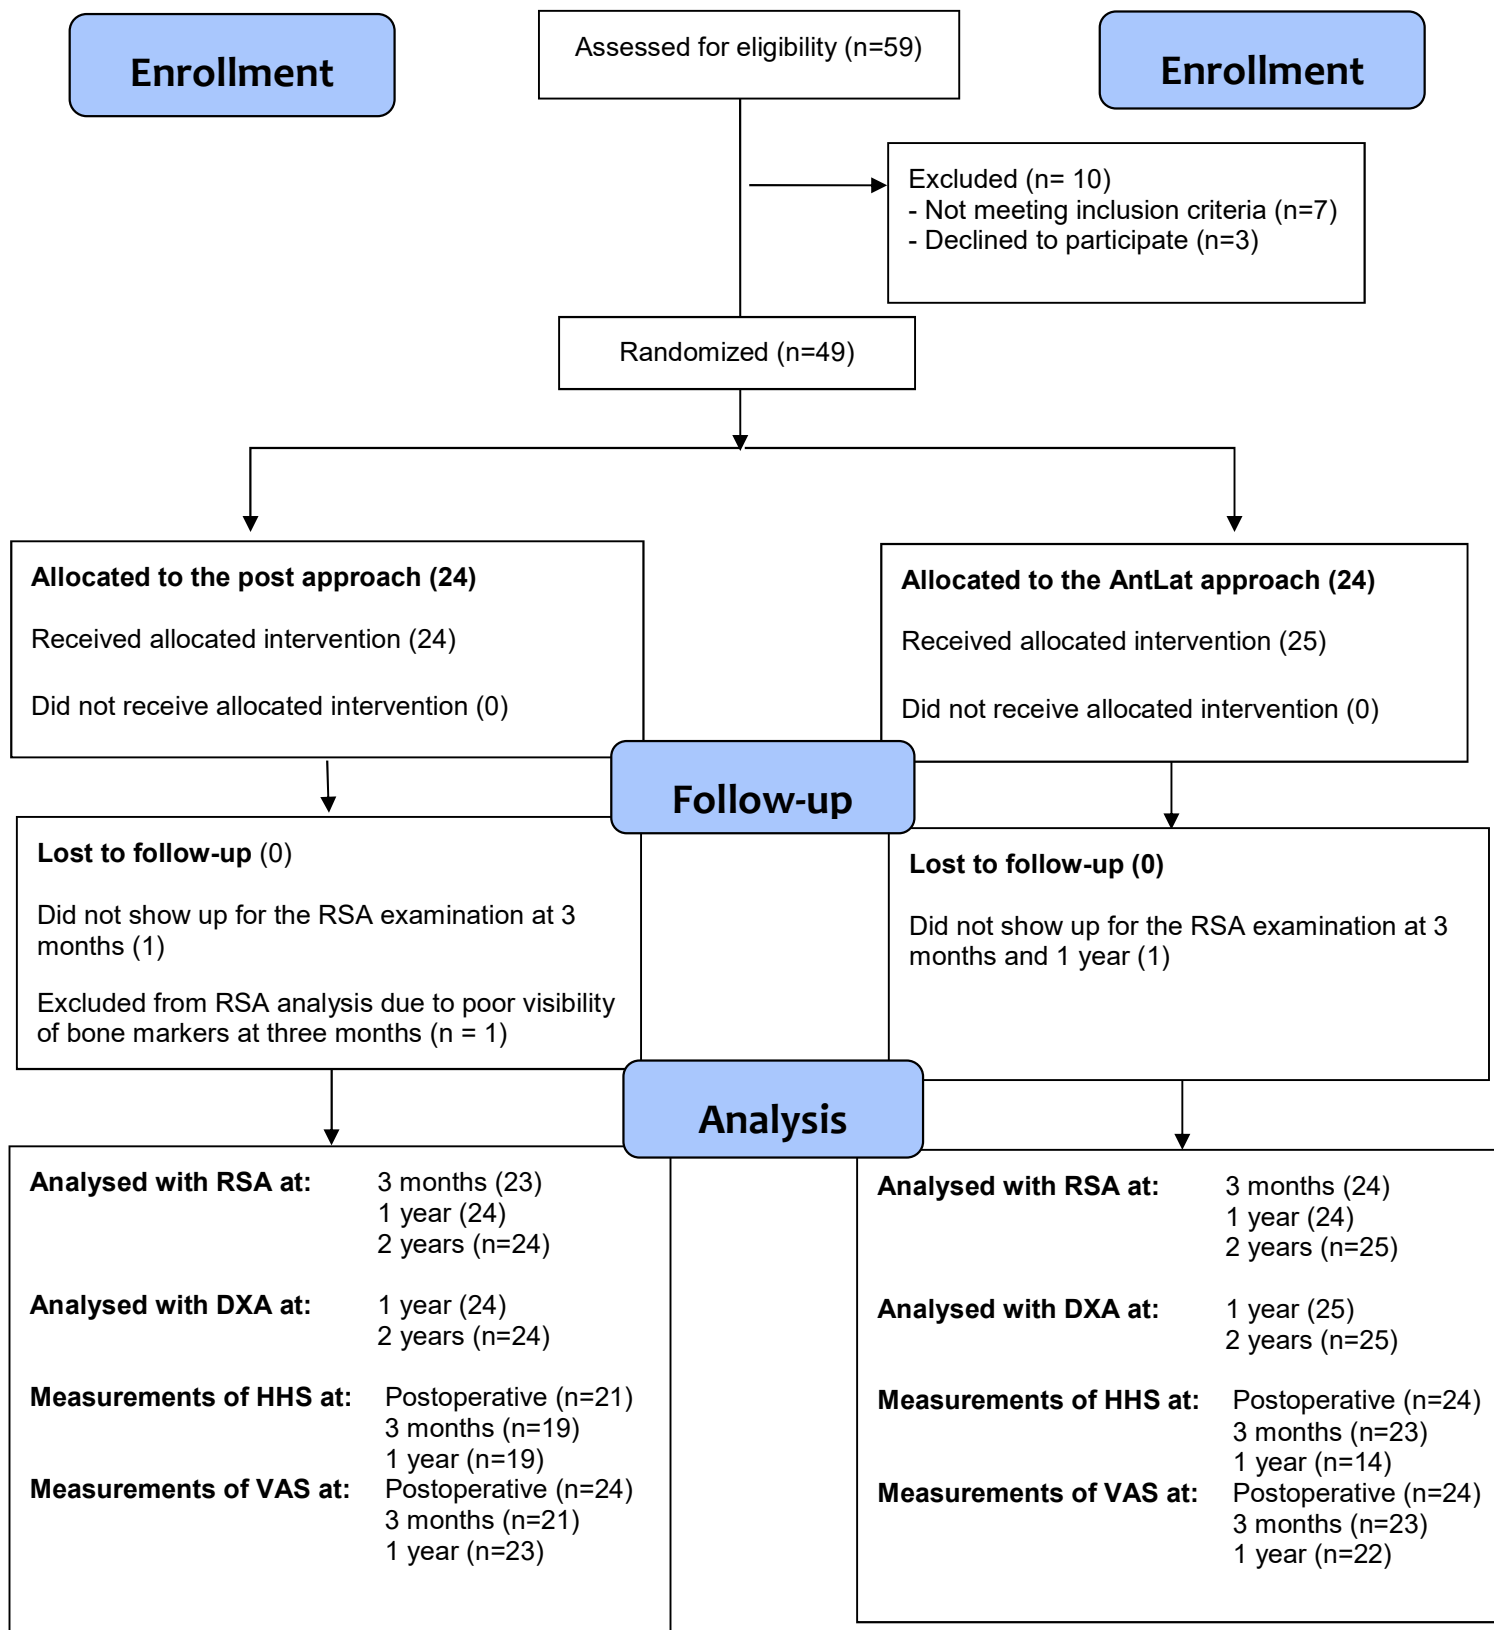 Enrollment
Assessed for eligibility (n=59)
Enrollment
Excluded (n= 10)
- Not meeting inclusion criteria (n=7)
- Declined to participate (n=3)
Randomized (n=49)
Allocated to the post approach (24)
Received allocated intervention (24)
Did not receive allocated intervention (0)
Allocated to the AntLat approach (24)
Received allocated intervention (25)
Did not receive allocated intervention (0)
Follow-up
Lost to follow-up (0)
Did not show up for the RSA examination at 3
months (1)
Excluded from RSA analysis due to poor visibility
of bone markers at three months (n = 1)
Lost to follow-up (0)
Did not show up for the RSA examination at 3
months and 1 year (1)
Analysis
Analysed with RSA at: 3 months (23)
1 year (24)
2 years (n=24)
Analysed with DXA at: 1 year (24)
2 years (n=24)
Measurements of HHS at: Postoperative (n=21)
3 months (n=19)
1 year (n=19)
Measurements of VAS at: Postoperative (n=24)
3 months (n=21)
1 year (n=23)
Analysed with RSA at: 3 months (24)
1 year (24)
2 years (n=25)
Analysed with DXA at: 1 year (25)
2 years (n=25)
Measurements of HHS at: Postoperative (n=24)
3 months (n=23)
1 year (n=14)
Measurements of VAS at: Postoperative (n=24)
3 months (n=23)
1 year (n=22)